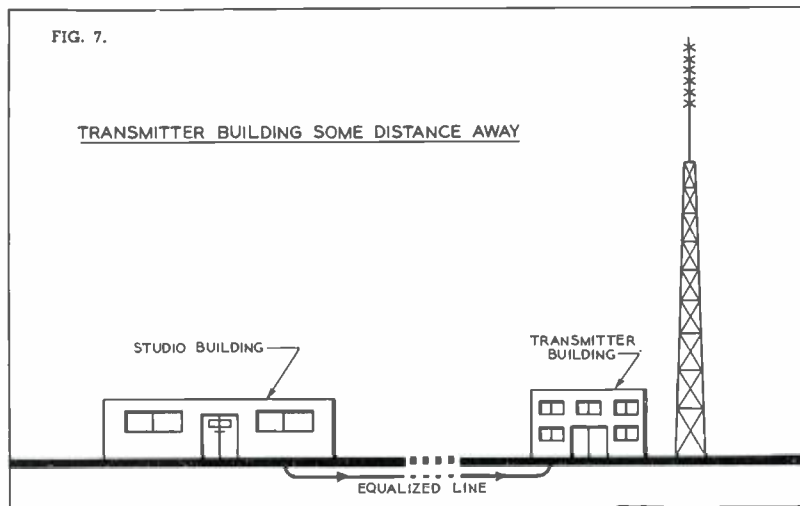 FIG. 7.
TRANSMITTER BUILDING SOME DISTANCE AWAY
STUDIO BUILDING
TRANSMITTER
BUILDING
EQUALIZED LINE